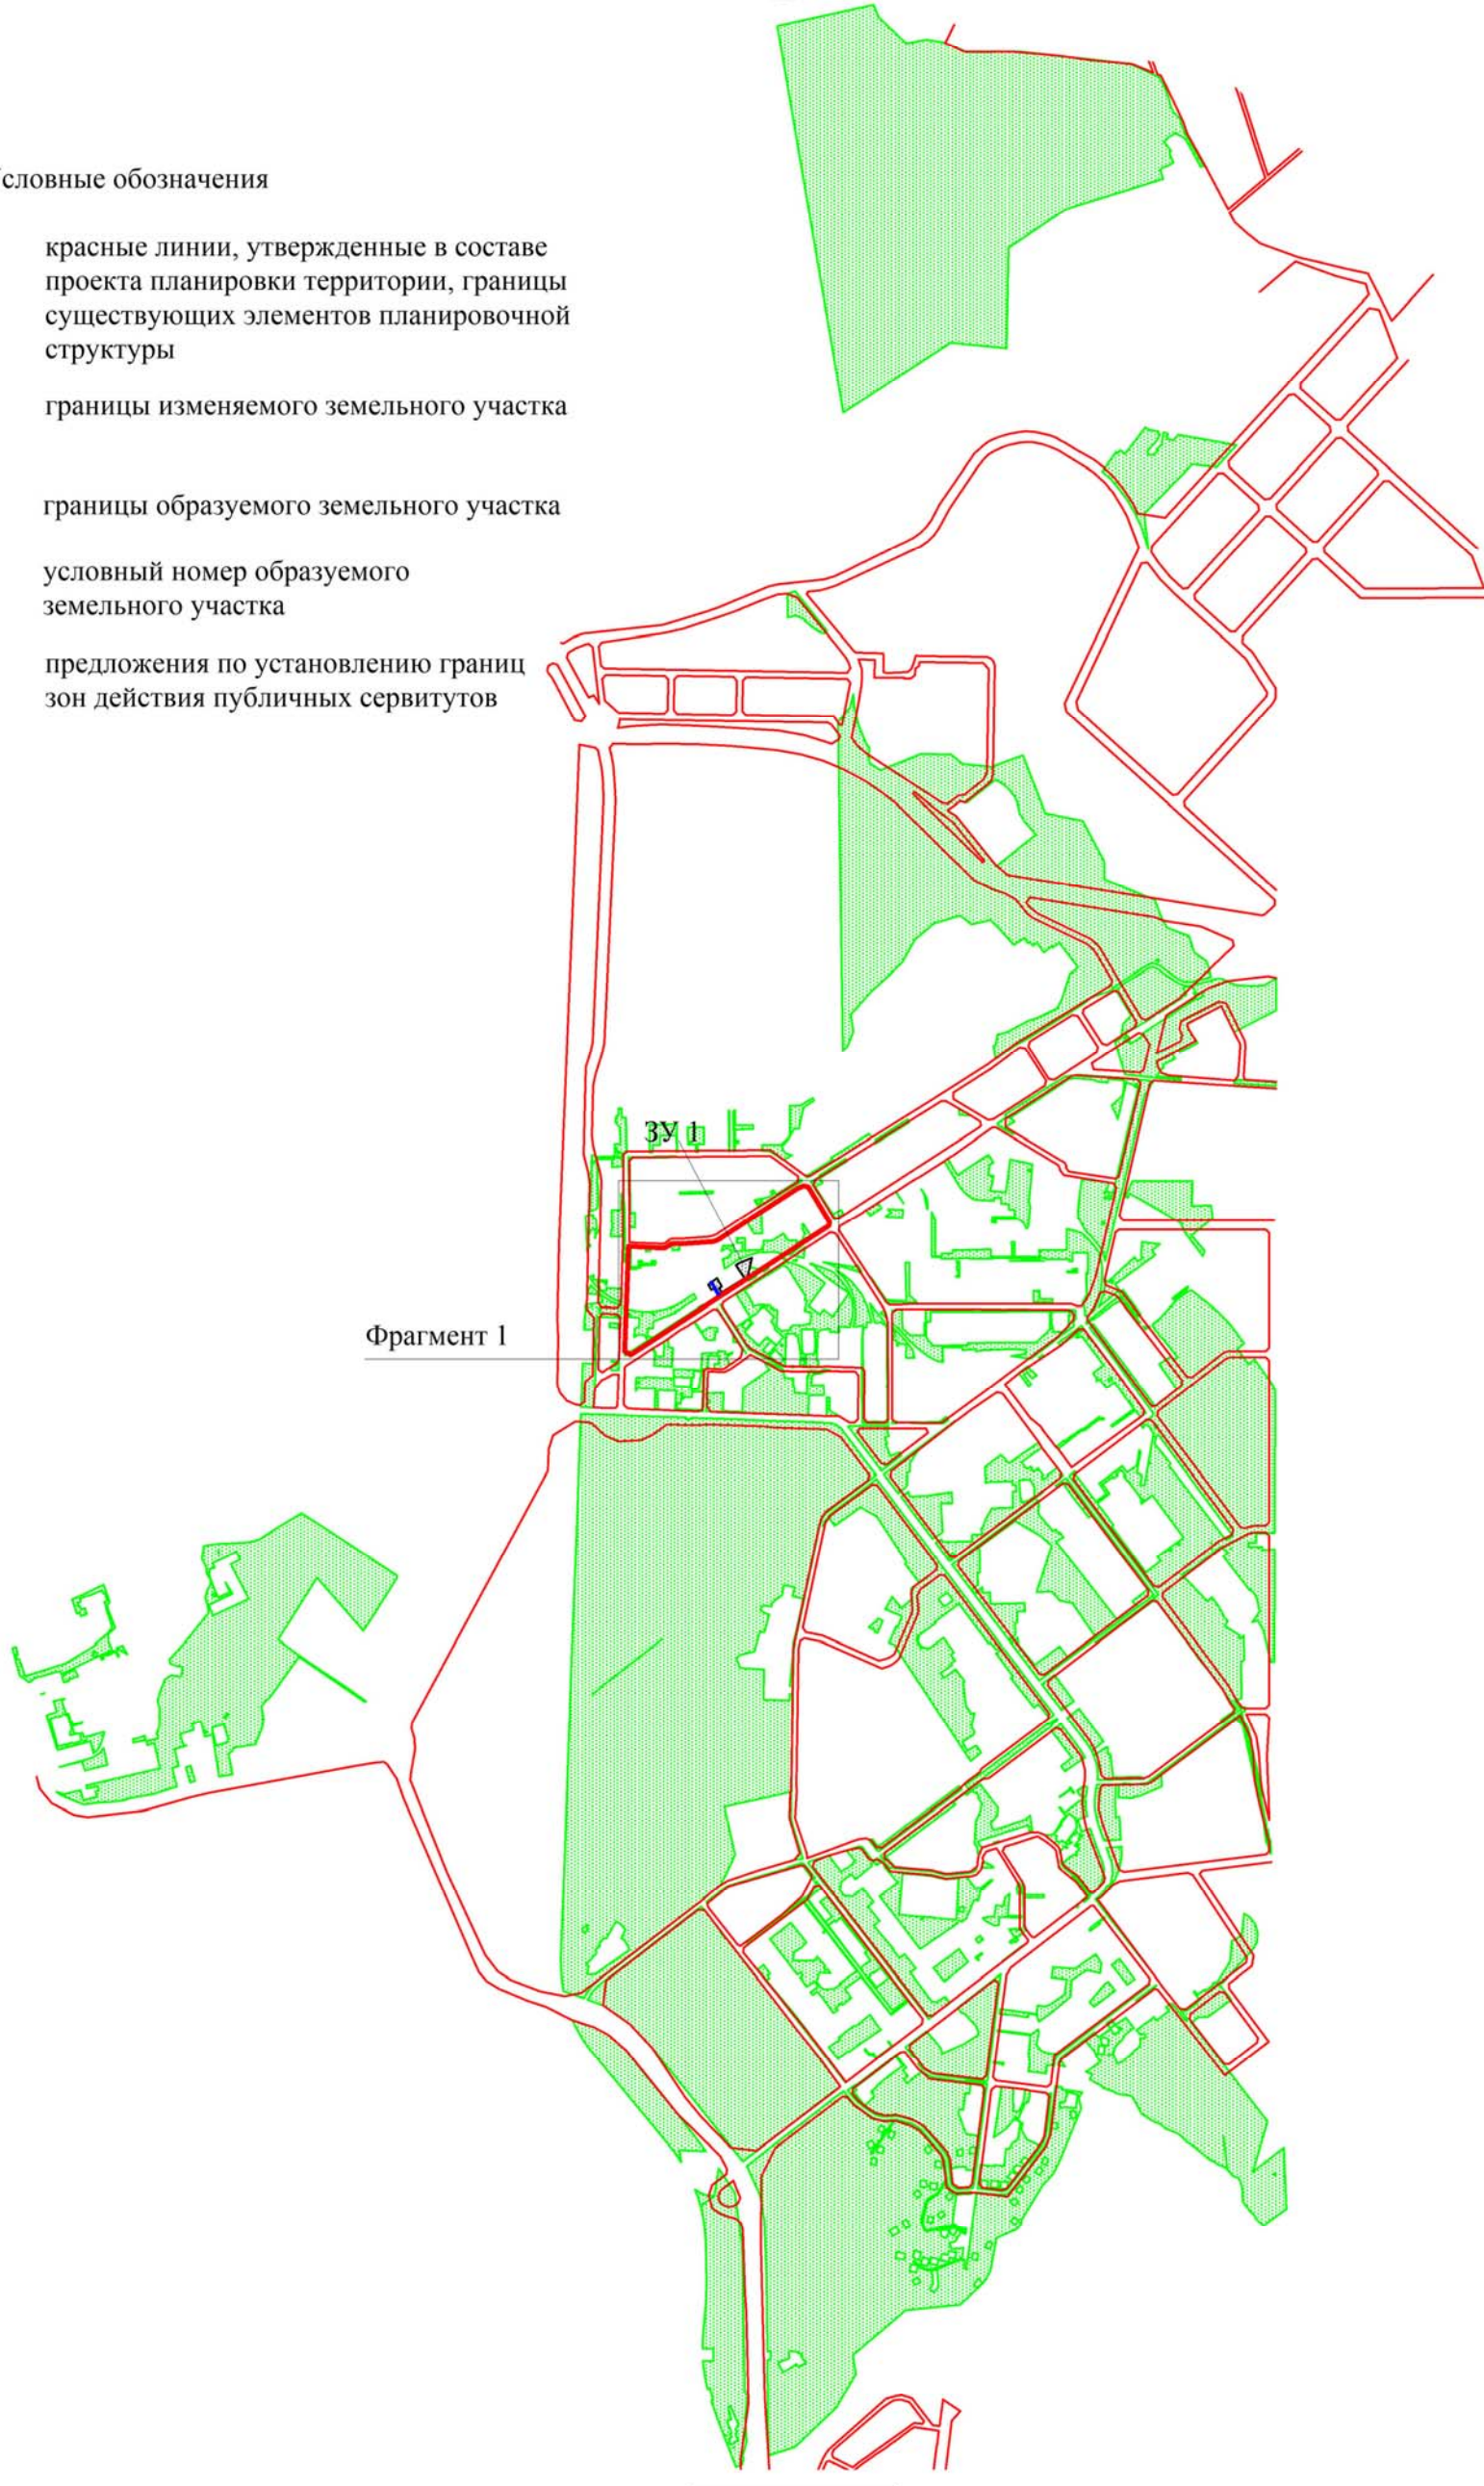 словные обозначения
красные линии, утвержденные в составе
проекта планировки территории, границы
существующих элементов планировочной
структуры
границы изменяемого земельного участка
границы образуемого земельного участка
условный номер образуемого
земельного участка
предложения по установлению границ
зон действия публичных сервитутов
ЗУ 1
Фрагмент 1